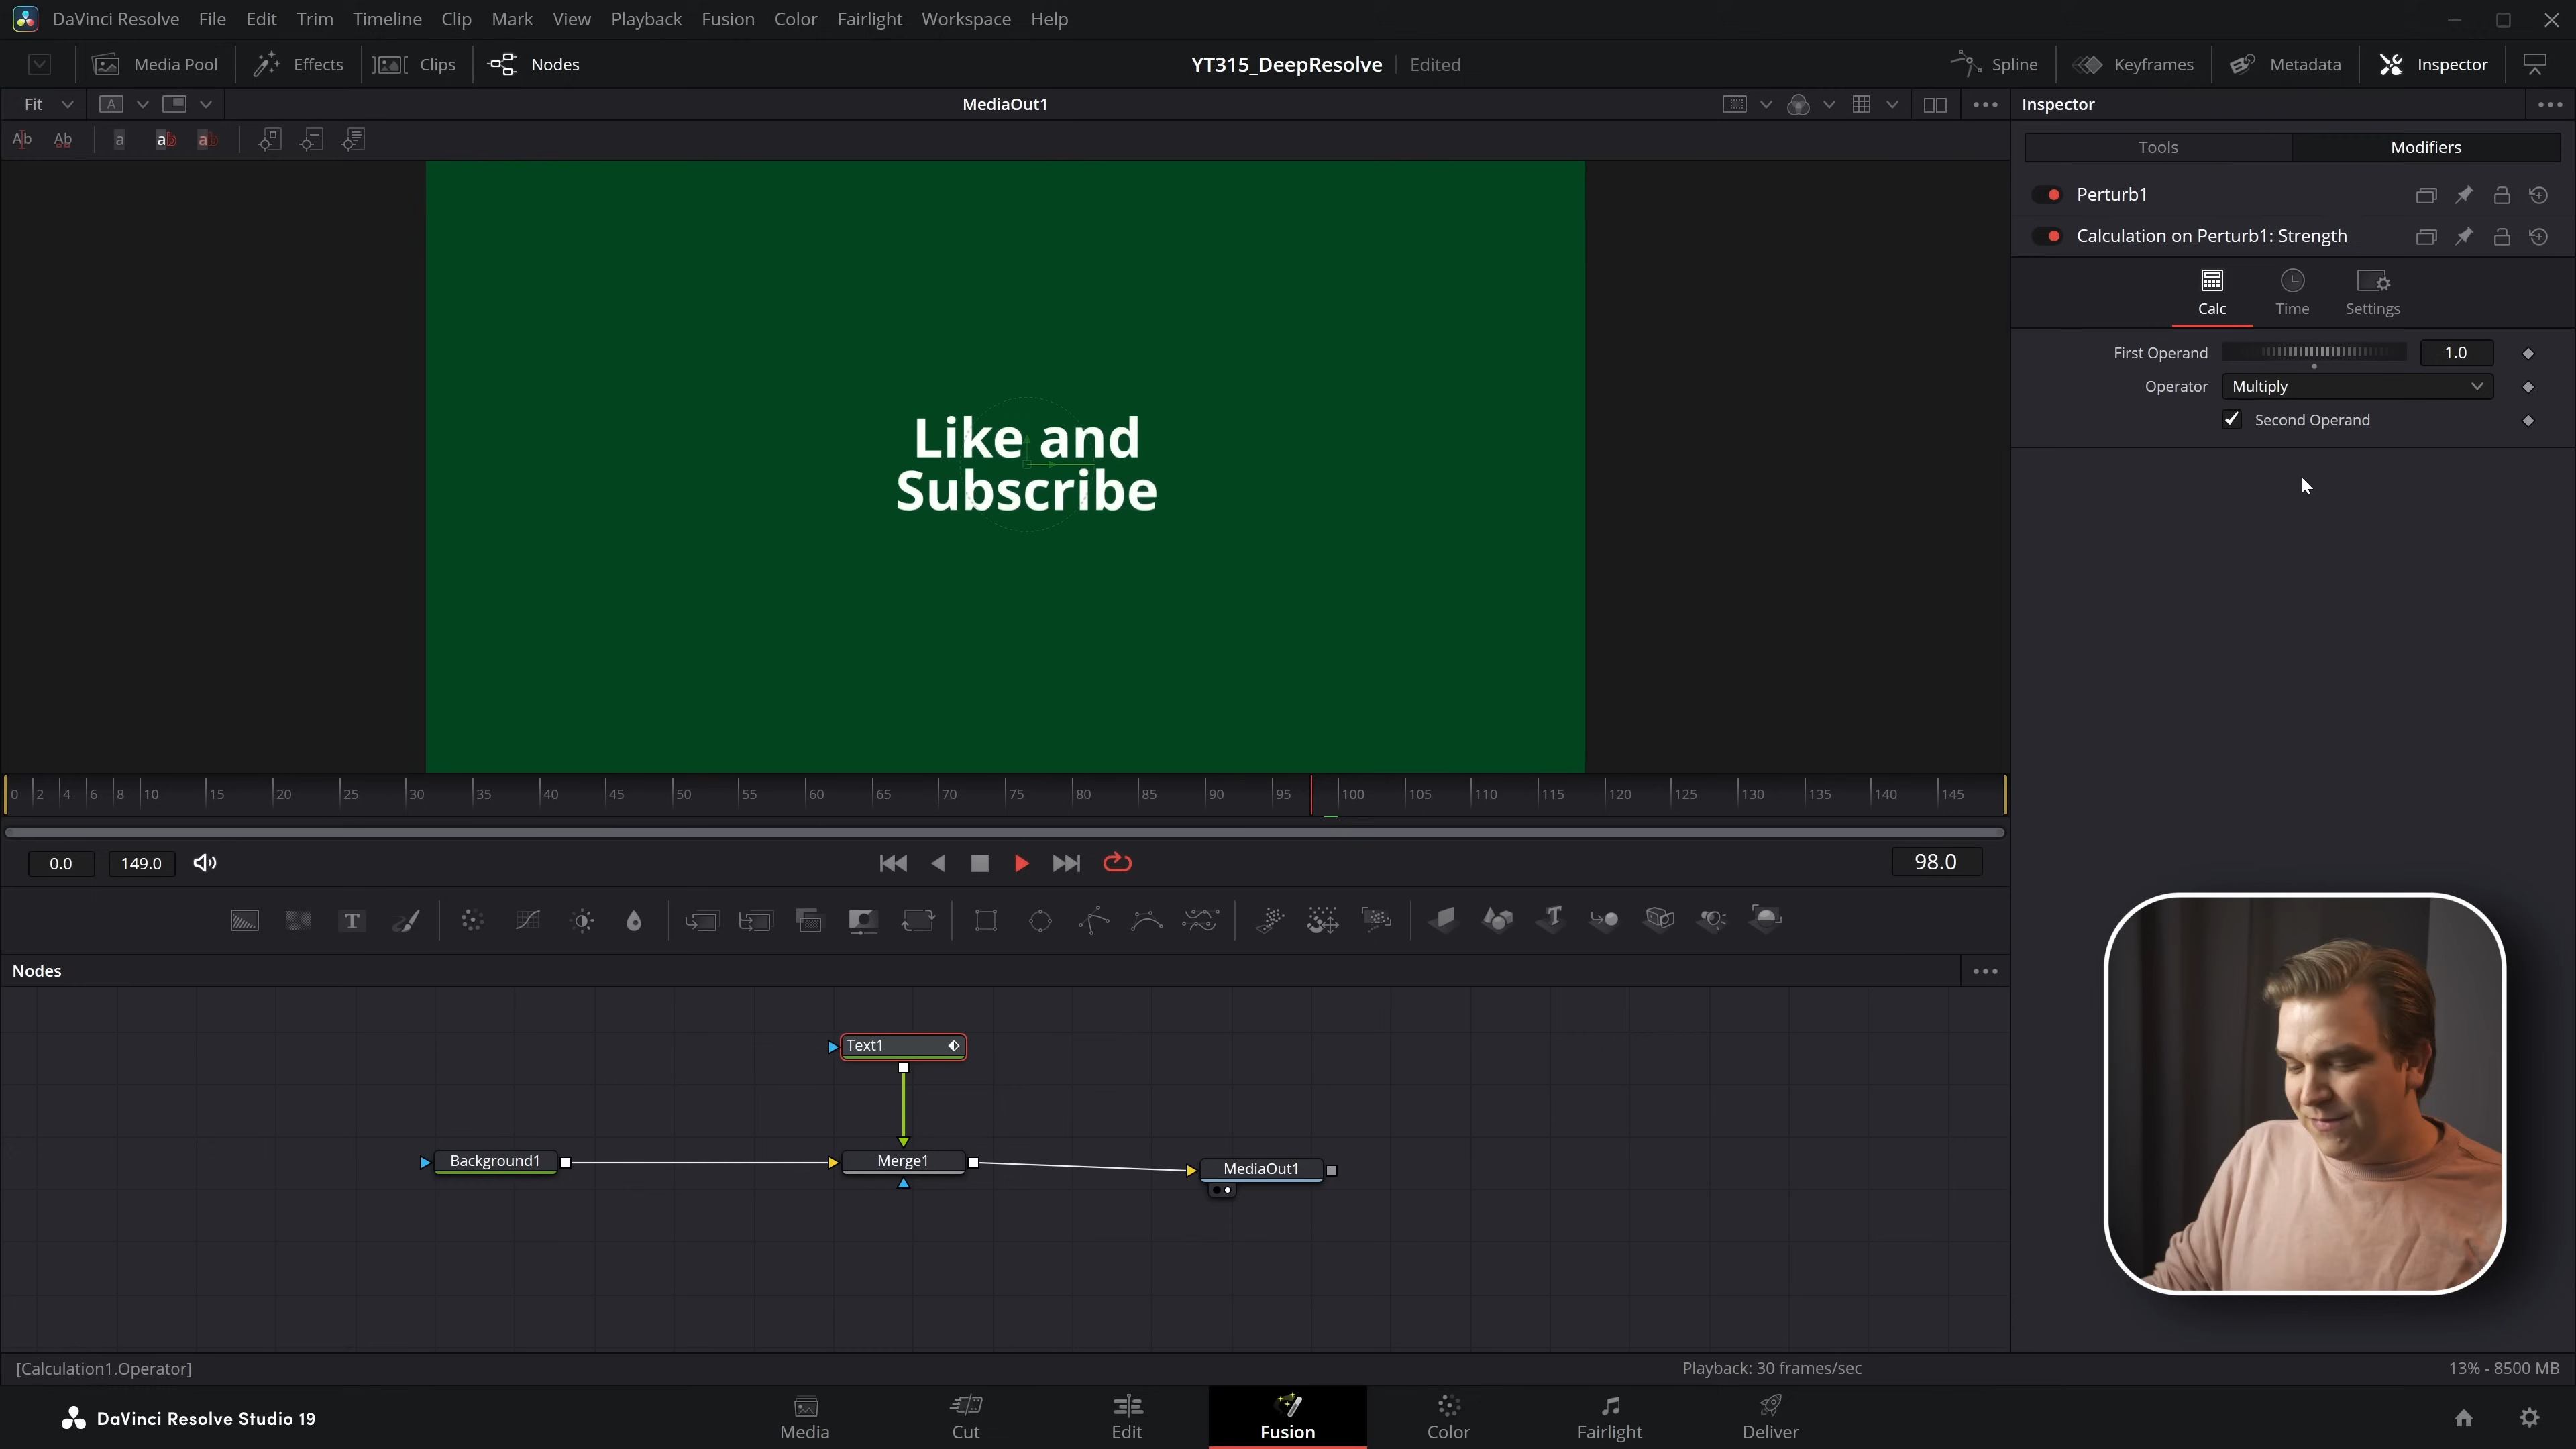 DaVinci Resolve File Edit Trim Timeline Clip Mark View Playback Fusion Color Fairlight Workspace Help
Media Pool Effects Clips Nodes YT315_DeepResolve Edited Spline Keyframes Metadata Inspector
Fit MediaOut1 Inspector
Tools Modifiers
Perturb1
Calculation on Perturb1: Strength
Calc Time Settings
First Operand 1.0
Operator Multiply
Second Operand
Like and
Subscribe
0 2 4 6 8 10 15 20 25 30 35 40 45 50 55 60 65 70 75 80 85 90 95 100 105 110 115 120 125 130 135 140 145
0.0 149.0 98.0
Nodes
Text1
Background1 Merge1 MediaOut1
[Calculation1.Operator] Playback: 30 frames/sec 13% - 8500 MB
DaVinci Resolve Studio 19 Media Cut Edit Fusion Color Fairlight Deliver